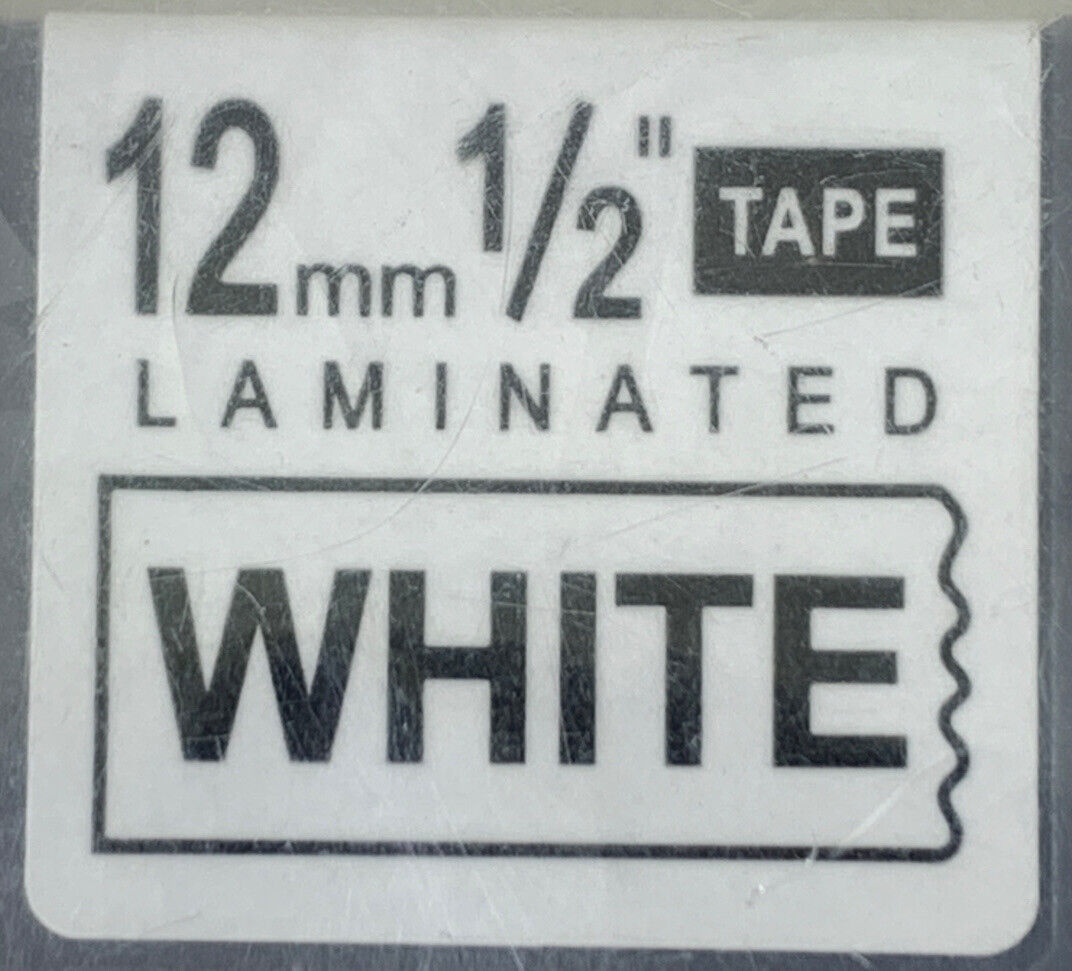 12mm 1/2" TAPE
LAMINATED
WHITE